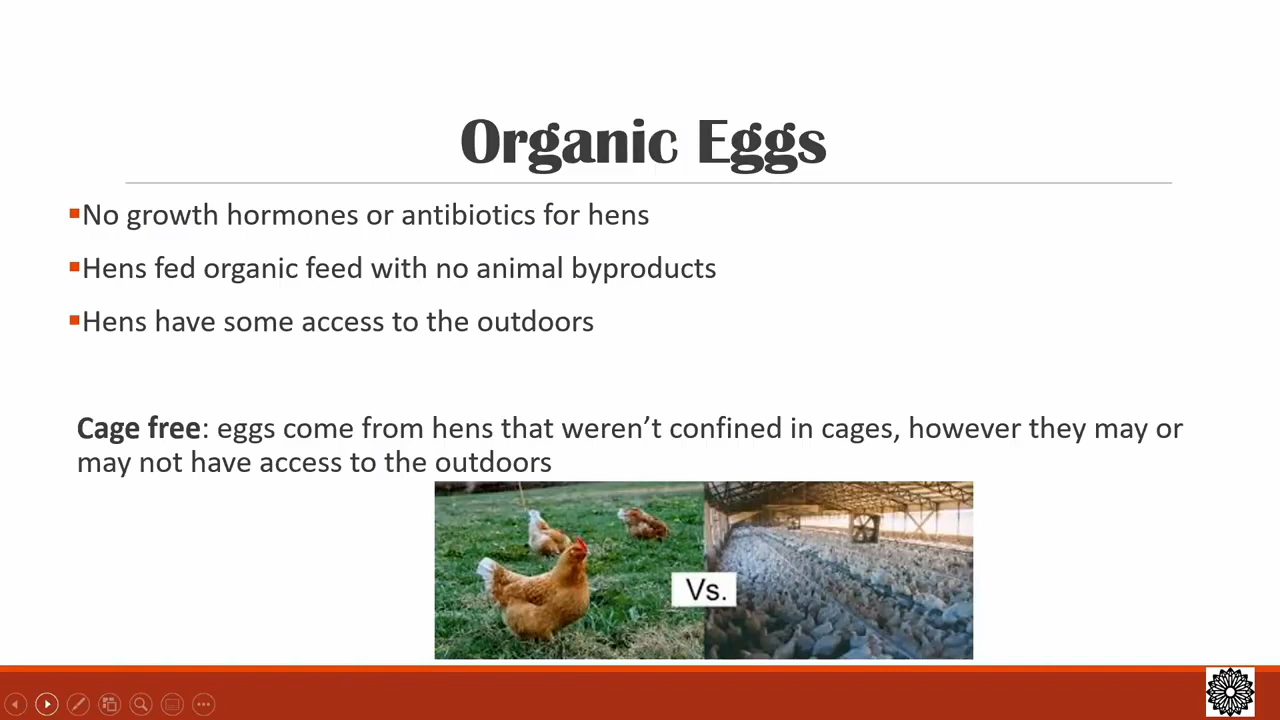 Organic Eggs
▪No growth hormones or antibiotics for hens
▪Hens fed organic feed with no animal byproducts
▪Hens have some access to the outdoors
Cage free: eggs come from hens that weren’t confined in cages, however they may or
may not have access to the outdoors
Vs.